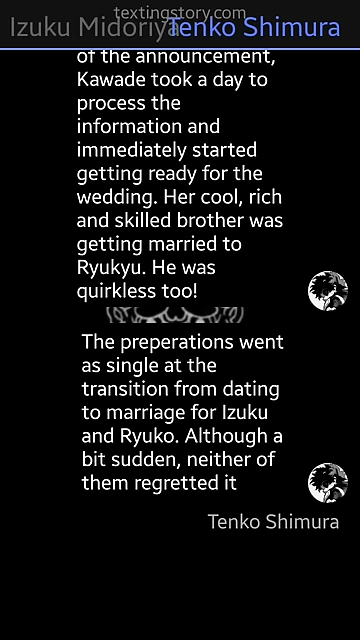 textingstory.com
Izuku Midoriya
Tenko Shimura
of the announcement,
Kawade took a day to
process the
information and
immediately started
getting ready for the
wedding. Her cool, rich
and skilled brother was
getting married to
Ryukyu. He was
quirkless too!
The preperations went
as single at the
transition from dating
to marriage for Izuku
and Ryuko. Although a
bit sudden, neither of
them regretted it
Tenko Shimura